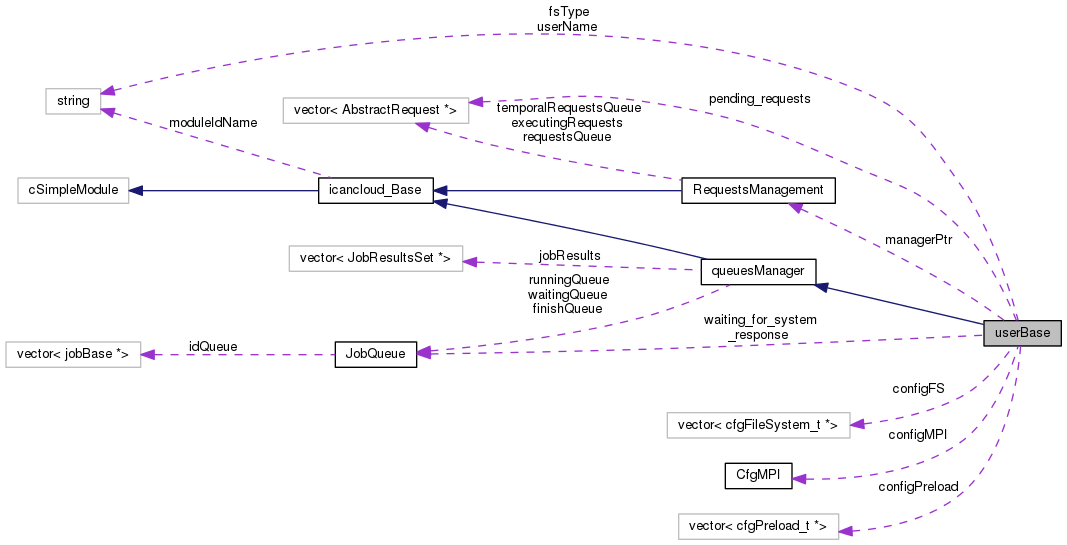 fsType
userName
string
vector< AbstractRequest *>
pending_requests
temporalRequestsQueue
executingRequests
requestsQueue
moduleIdName
cSimpleModule
icancloud_Base
RequestsManagement
managerPtr
vector< JobResultsSet *>
jobResults
queuesManager
runningQueue
waitingQueue
finishQueue
waiting_for_system
_response
userBase
vector< jobBase *>
idQueue
JobQueue
configFS
vector< cfgFileSystem_t *>
configMPI
CfgMPI
configPreload
vector< cfgPreload_t *>